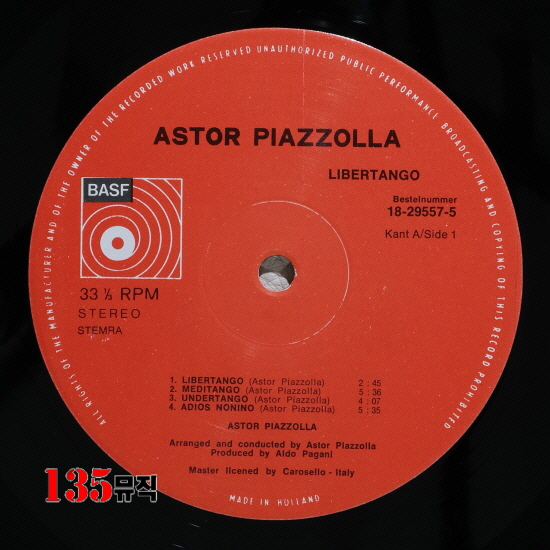 ALL RIGHTS OF THE MANUFACTURER AND OF THE OWNER OF THE RECORDED WORK RESERVED UNAUTHORIZED PUBLIC PERFORMANCE BROADCASTING AND COPYING OF THIS RECORD PROHIBITED
ASTOR PIAZZOLLA
LIBERTANGO
BASF
Bestelnummer
18-29557-5
Kant A/Side 1
33 ⅓ RPM
STEREO
STEMRA
1. LIBERTANGO (Astor Piazzolla) 2 : 45
2. MEDITANGO (Astor Piazzolla) 5 : 36
3. UNDERTANGO (Astor Piazzolla) 4 : 07
4. ADIOS NONINO (Astor Piazzolla) 5 : 35
ASTOR PIAZZOLLA
Arranged and conducted by Astor Piazzolla
Produced by Aldo Pagani
Master licened by Carosello - Italy
MADE IN HOLLAND
135뮤직